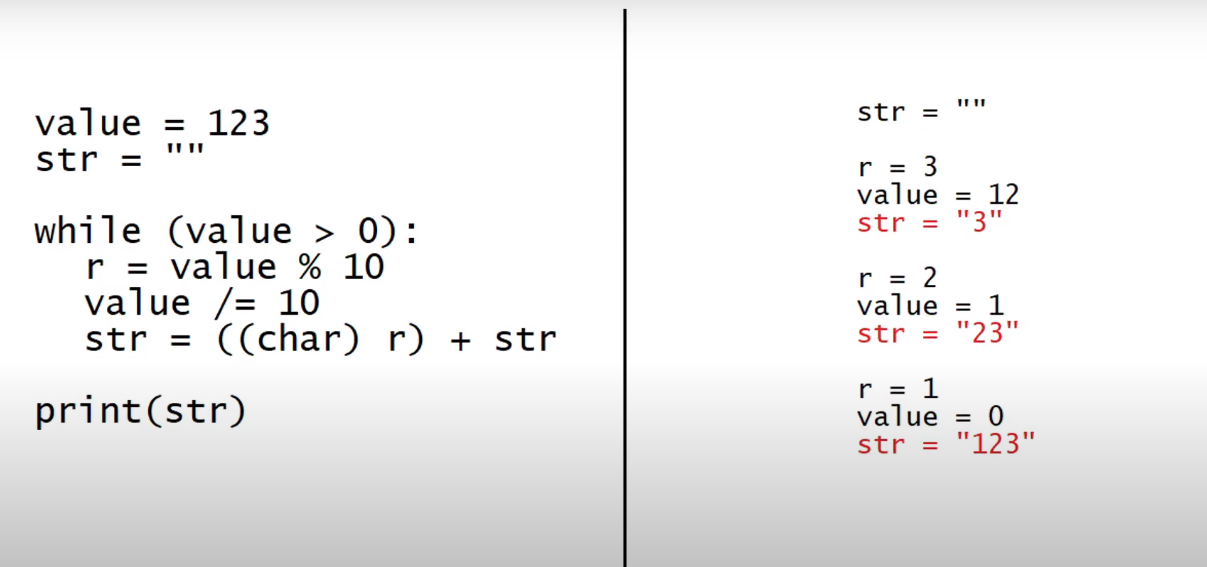 value = 123
str = ""
while (value > 0):
r = value % 10
value /= 10
str = ((char) r) + str
print(str)
str = ""
r = 3
value = 12
str = "3"
r = 2
value = 1
str = "23"
r = 1
value = 0
str = "123"